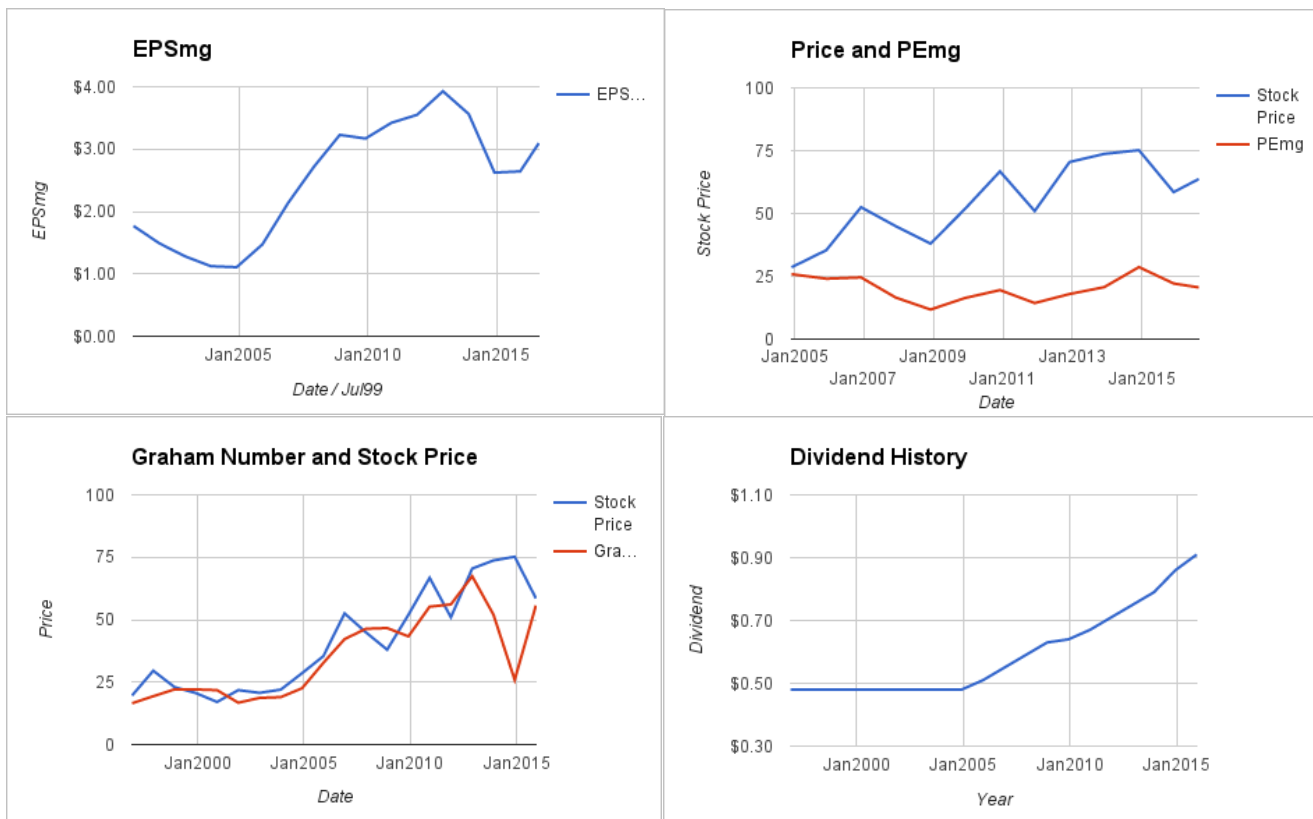 EPSmg
$4.00
$3.00
$2.00
$1.00
$0.00
EPSmg
Jan2005
Jan2010
Jan2015
Date / Jul99
EPS...
Price and PEmg
100
75
50
25
0
Stock Price
Jan2005
Jan2007
Jan2009
Jan2011
Jan2013
Jan2015
Date
Stock
Price
PEmg
Graham Number and Stock Price
100
75
50
25
0
Price
Jan2000
Jan2005
Jan2010
Jan2015
Date
Stock
Price
Gra...
Dividend History
$1.10
$0.90
$0.70
$0.50
$0.30
Dividend
Jan2000
Jan2005
Jan2010
Jan2015
Year